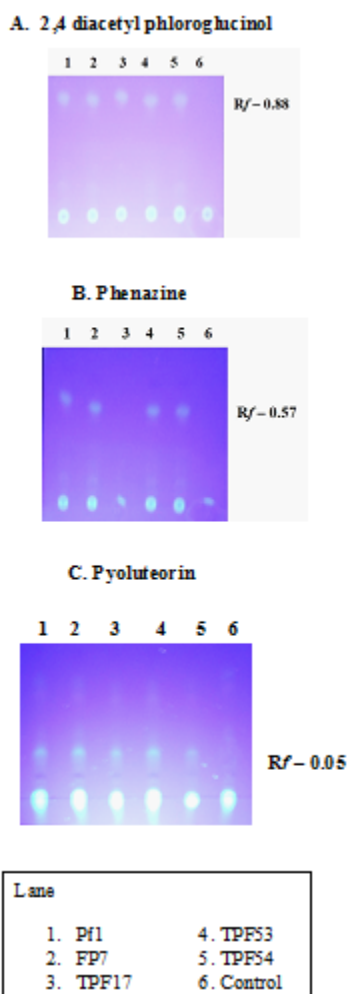 A. 2,4 diacetyl phloroglucinol
1 2 3 4 5 6
Rf – 0.88
B. Phenazine
1 2 3 4 5 6
Rf – 0.57
C. Pyoluteorin
1 2 3 4 5 6
Rf – 0.05
Lane
1. Pf1 4. TPF53
2. FP7 5. TPF54
3. TPF17 6. Control